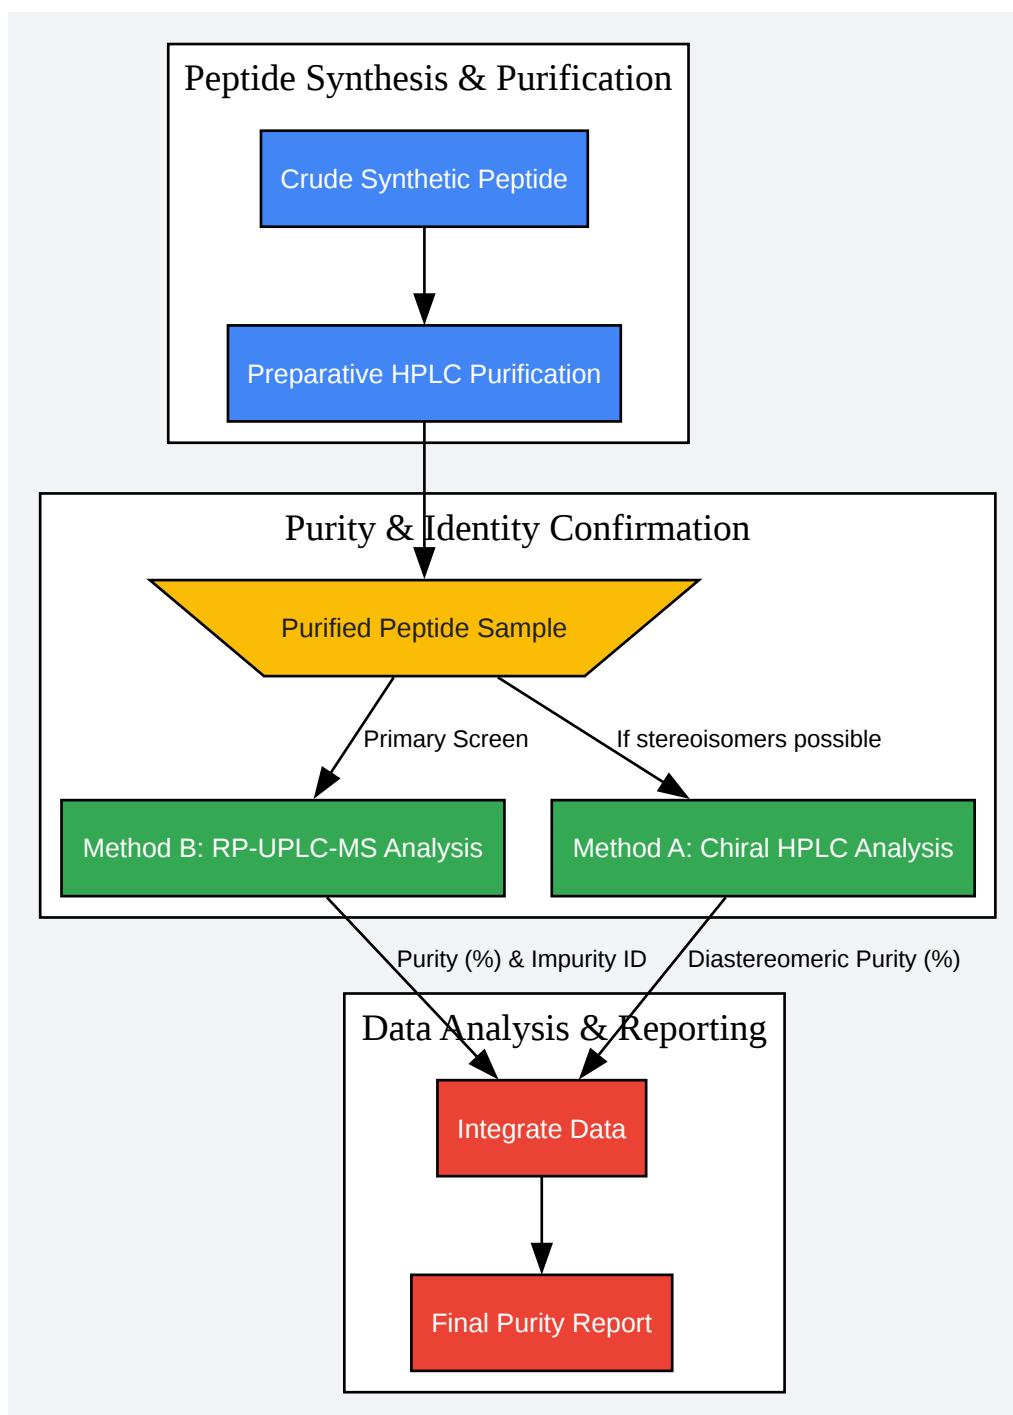 Peptide Synthesis & Purification
Crude Synthetic Peptide
Preparative HPLC Purification
Purity & Identity Confirmation
Purified Peptide Sample
Primary Screen
If stereoisomers possible
Method B: RP-UPLC-MS Analysis
Method A: Chiral HPLC Analysis
Purity (%) & Impurity ID
Diastereomeric Purity (%)
Data Analysis & Reporting
Integrate Data
Final Purity Report